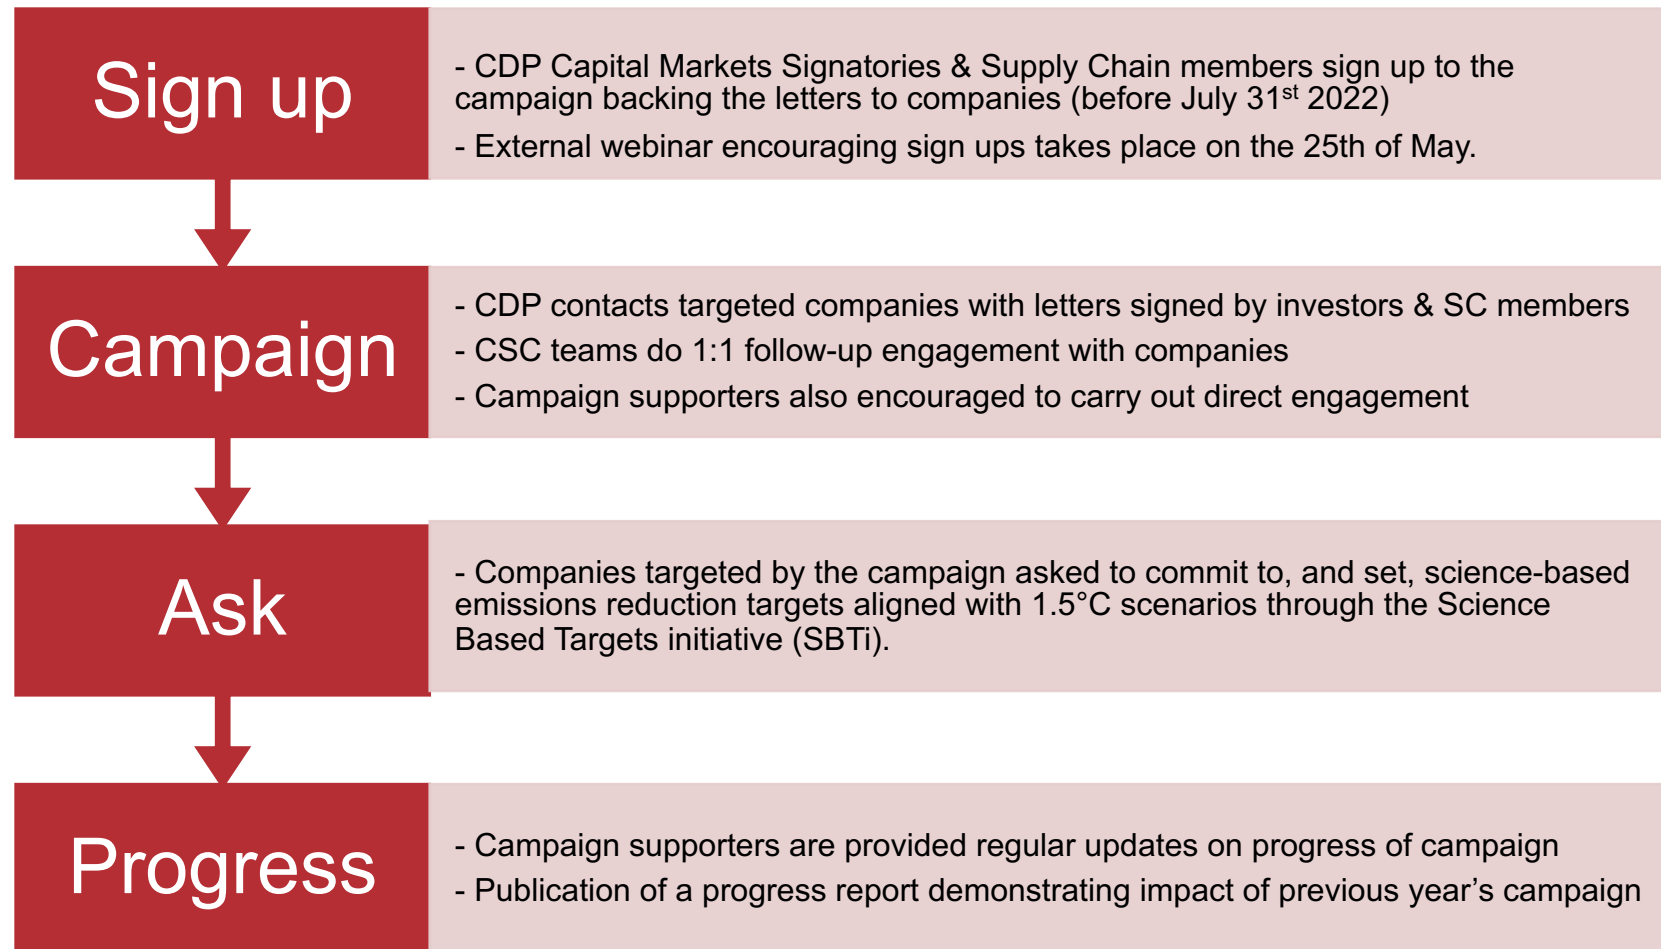 Sign up
- CDP Capital Markets Signatories & Supply Chain members sign up to the
campaign backing the letters to companies (before July 31st 2022)
- External webinar encouraging sign ups takes place on the 25th of May.
Campaign
- CDP contacts targeted companies with letters signed by investors & SC members
- CSC teams do 1:1 follow-up engagement with companies
- Campaign supporters also encouraged to carry out direct engagement
Ask
- Companies targeted by the campaign asked to commit to, and set, science-based
emissions reduction targets aligned with 1.5°C scenarios through the Science
Based Targets initiative (SBTi).
Progress
- Campaign supporters are provided regular updates on progress of campaign
- Publication of a progress report demonstrating impact of previous year’s campaign